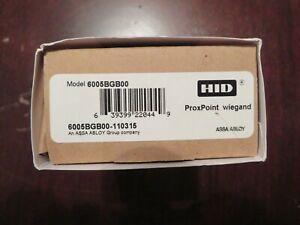 Model 6005BGB00
6 39399 22044 9
6005BGB00-110315
An ASSA ABLOY Group company
HID
ProxPoint wiegand
ASSA ABLOY